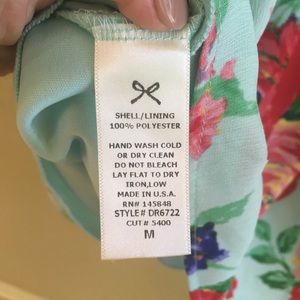 SHELL/LINING
100% POLYESTER
HAND WASH COLD
OR DRY CLEAN
DO NOT BLEACH
LAY FLAT TO DRY
IRON,LOW
MADE IN U.S.A.
RN# 145848
STYLE# DR6722
CUT# 5400
M